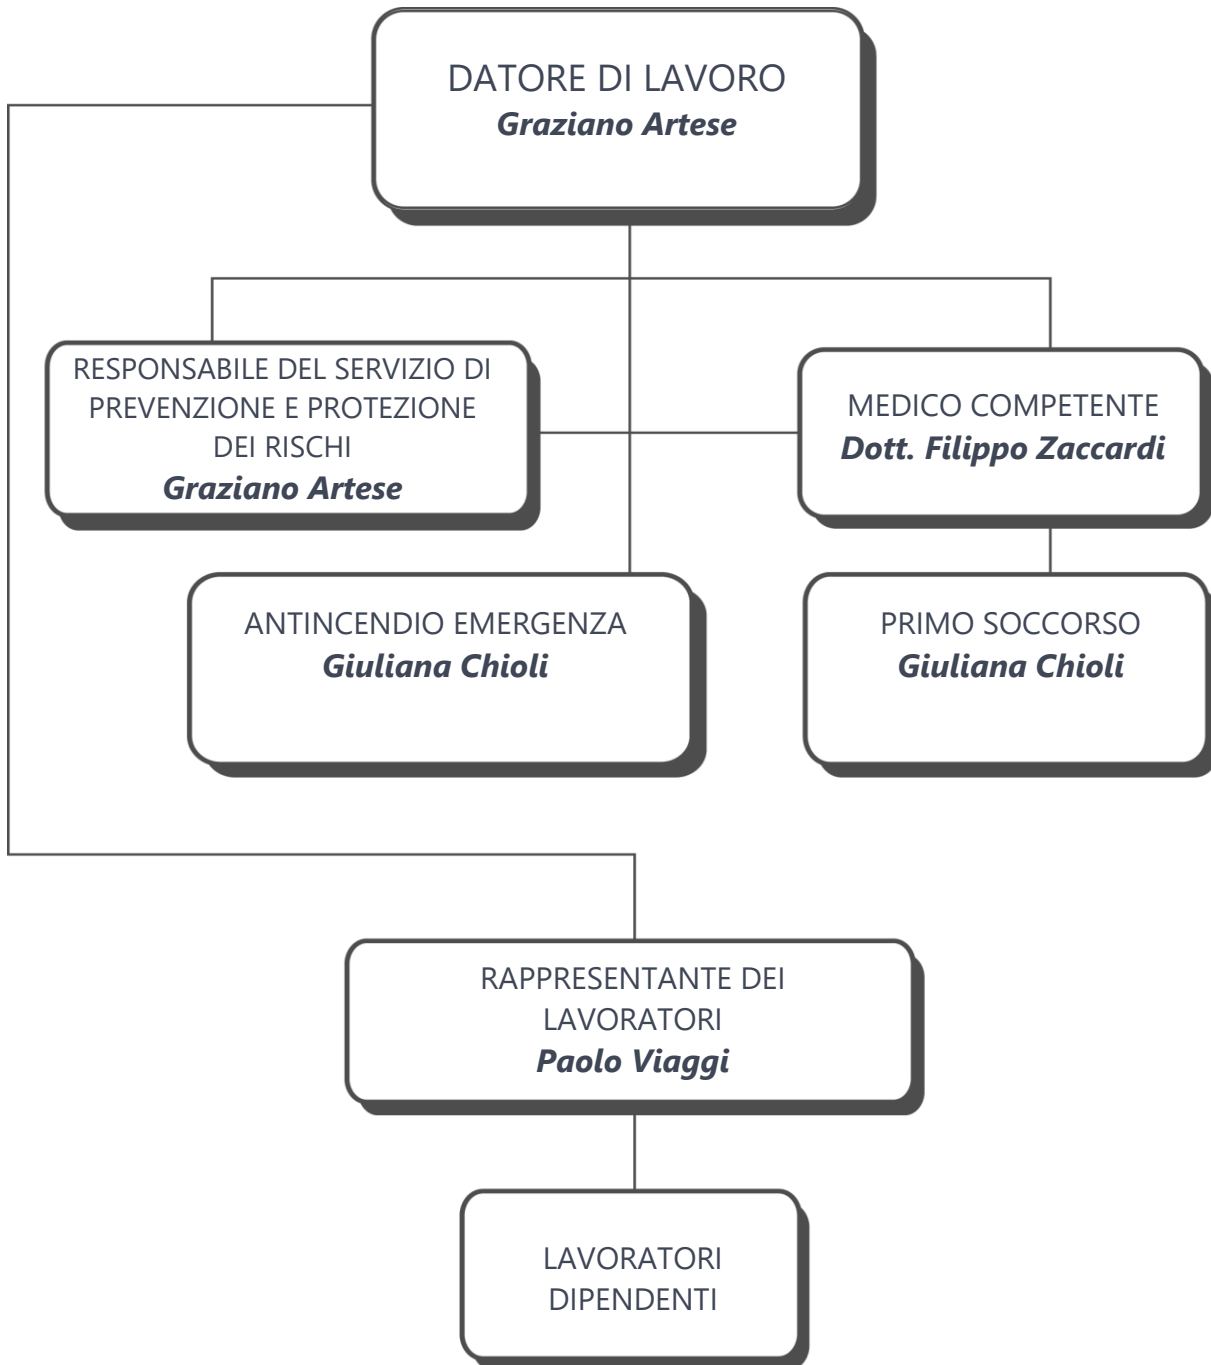 DATORE DI LAVORO
Graziano Artese
RESPONSABILE DEL SERVIZIO DI
PREVENZIONE E PROTEZIONE
DEI RISCHI
Graziano Artese
MEDICO COMPETENTE
Dott. Filippo Zaccardi
ANTINCENDIO EMERGENZA
Giuliana Chioli
PRIMO SOCCORSO
Giuliana Chioli
RAPPRESENTANTE DEI
LAVORATORI
Paolo Viaggi
LAVORATORI
DIPENDENTI